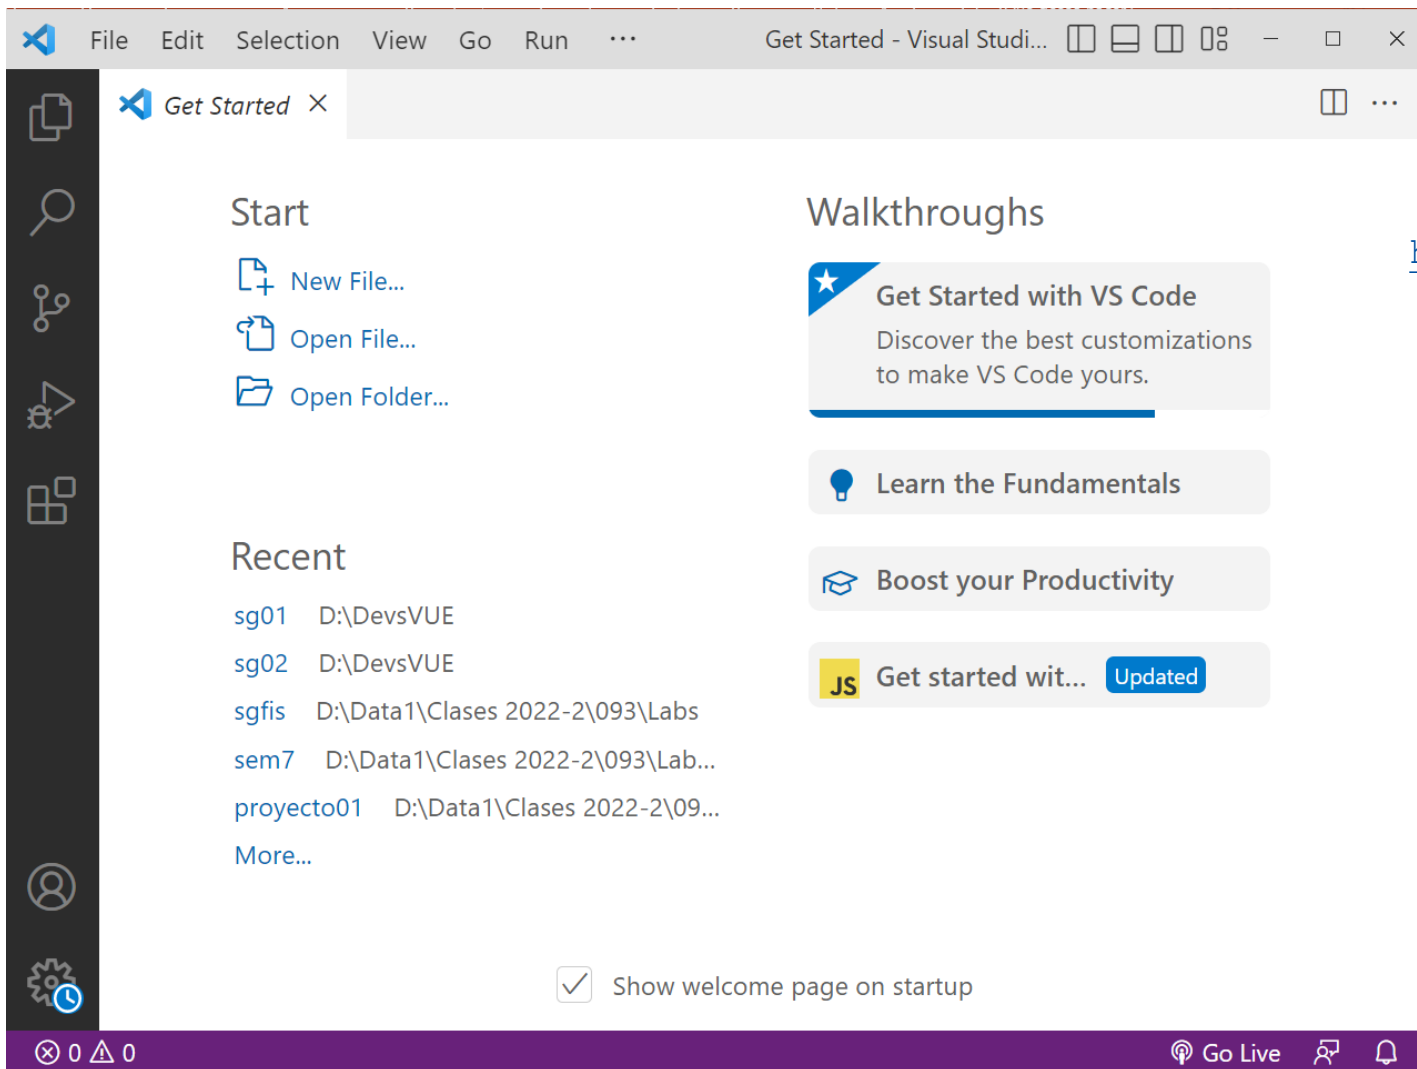 File Edit Selection View Go Run ··· Get Started - Visual Studi...
Get Started
Start
New File...
Open File...
Open Folder...
Recent
sg01 D:\DevsVUE
sg02 D:\DevsVUE
sgfis D:\Data1\Clases 2022-2\093\Labs
sem7 D:\Data1\Clases 2022-2\093\Lab...
proyecto01 D:\Data1\Clases 2022-2\09...
More...
Walkthroughs
Get Started with VS Code
Discover the best customizations
to make VS Code yours.
Learn the Fundamentals
Boost your Productivity
JS Get started wit... Updated
Show welcome page on startup
0 0 Go Live